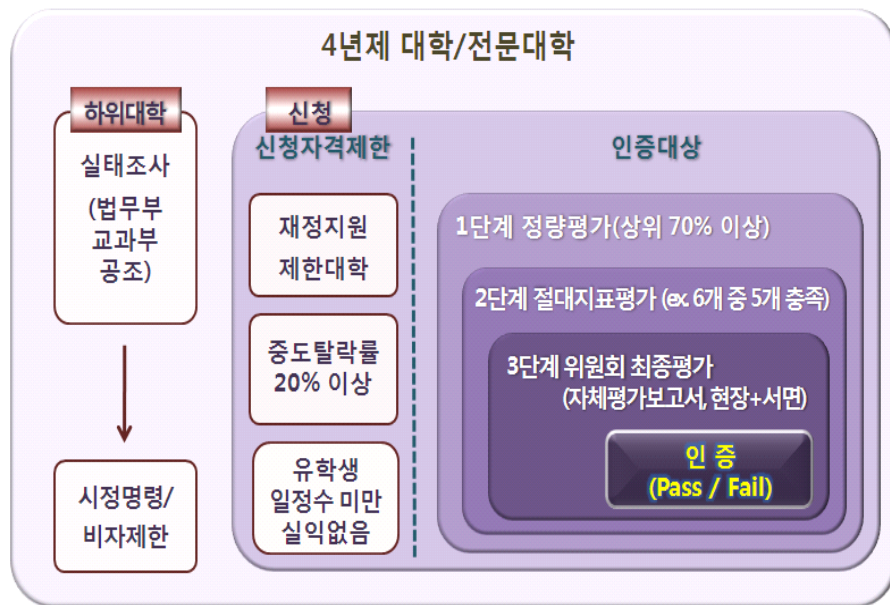 4년제 대학/전문대학
하위대학
실태조사
(법무부
교과부
공조)
시정명령/
비자제한
신청
신청자격제한
재정지원
제한대학
중도탈락률
20% 이상
유학생
일정수 미만
실익없음
인증대상
1단계 정량평가(상위 70% 이상)
2단계 절대지표평가 (ex. 6개 중 5개 충족)
3단계 위원회 최종평가
(자체평가보고서, 현장+서면)
인 증
(Pass / Fail)